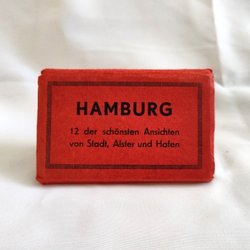 HAMBURG
12 der schönsten Ansichten
von Stadt, Alster und Hafen